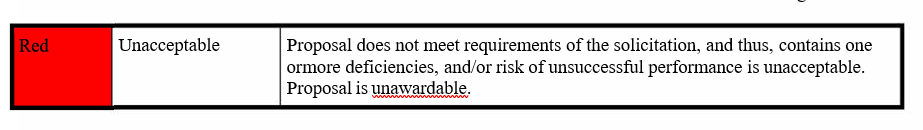 Red
Unacceptable
Proposal does not meet requirements of the solicitation, and thus, contains one
ormore deficiencies, and/or risk of unsuccessful performance is unacceptable.
Proposal is unawardable.